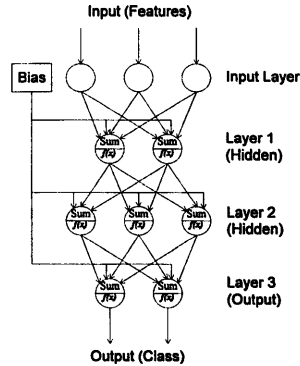 Input (Features)
Bias
Input Layer
Sum
f(x)
Sum
f(x)
Layer 1
(Hidden)
Sum
f(x)
Sum
f(x)
Sum
f(x)
Layer 2
(Hidden)
Sum
f(x)
Sum
f(x)
Layer 3
(Output)
Output (Class)